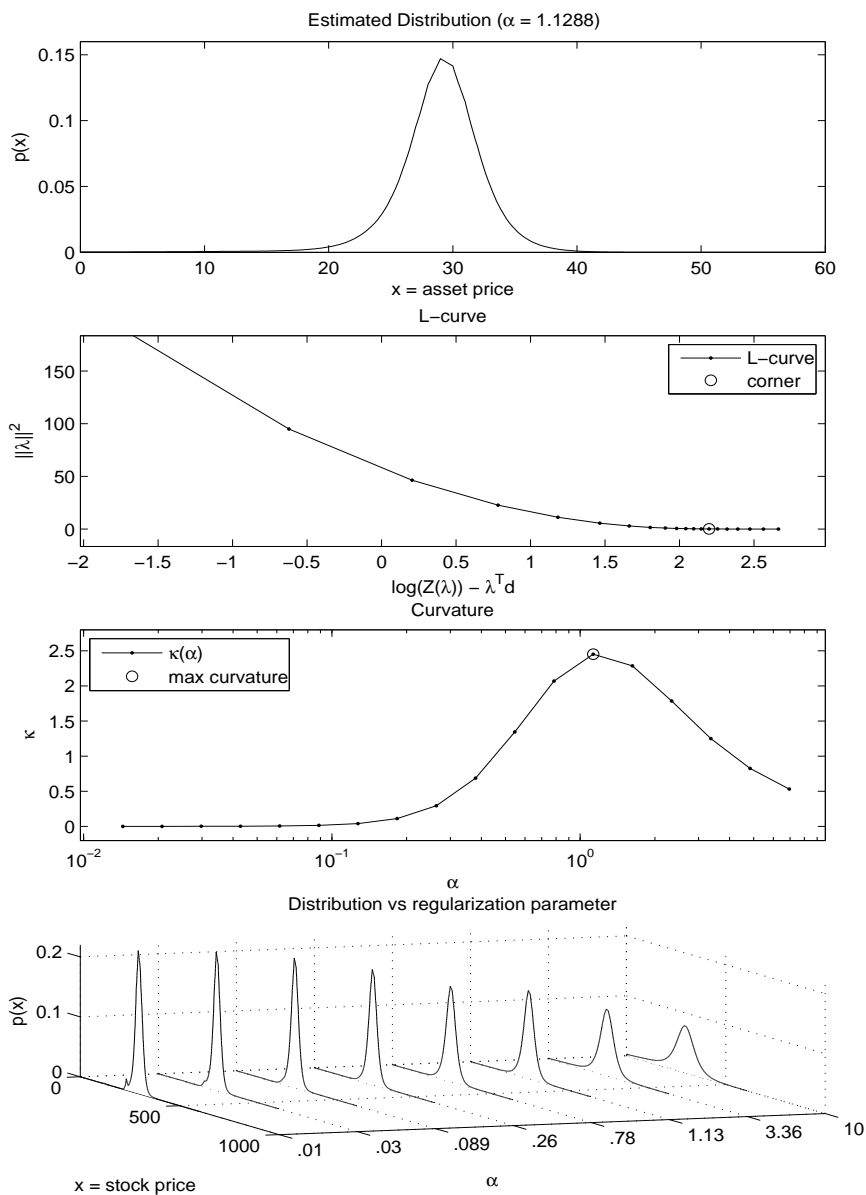 Estimated Distribution (α = 1.1288)
0.15
0.1
0.05
0
p(x)
0 10 20 30 40 50 60
x = asset price
L−curve
150
100
50
0
||λ||²
L−curve
corner
−2 −1.5 −1 −0.5 0 0.5 1 1.5 2 2.5
log(Z(λ)) − λᵀd
Curvature
2.5
2
1.5
1
0.5
0
κ
κ(α)
max curvature
10⁻² 10⁻¹ 10⁰
α
Distribution vs regularization parameter
0.2
0.1
0
p(x)
0
500
1000
.01 .03 .089 .26 .78 1.13 3.36 10
x = stock price
α